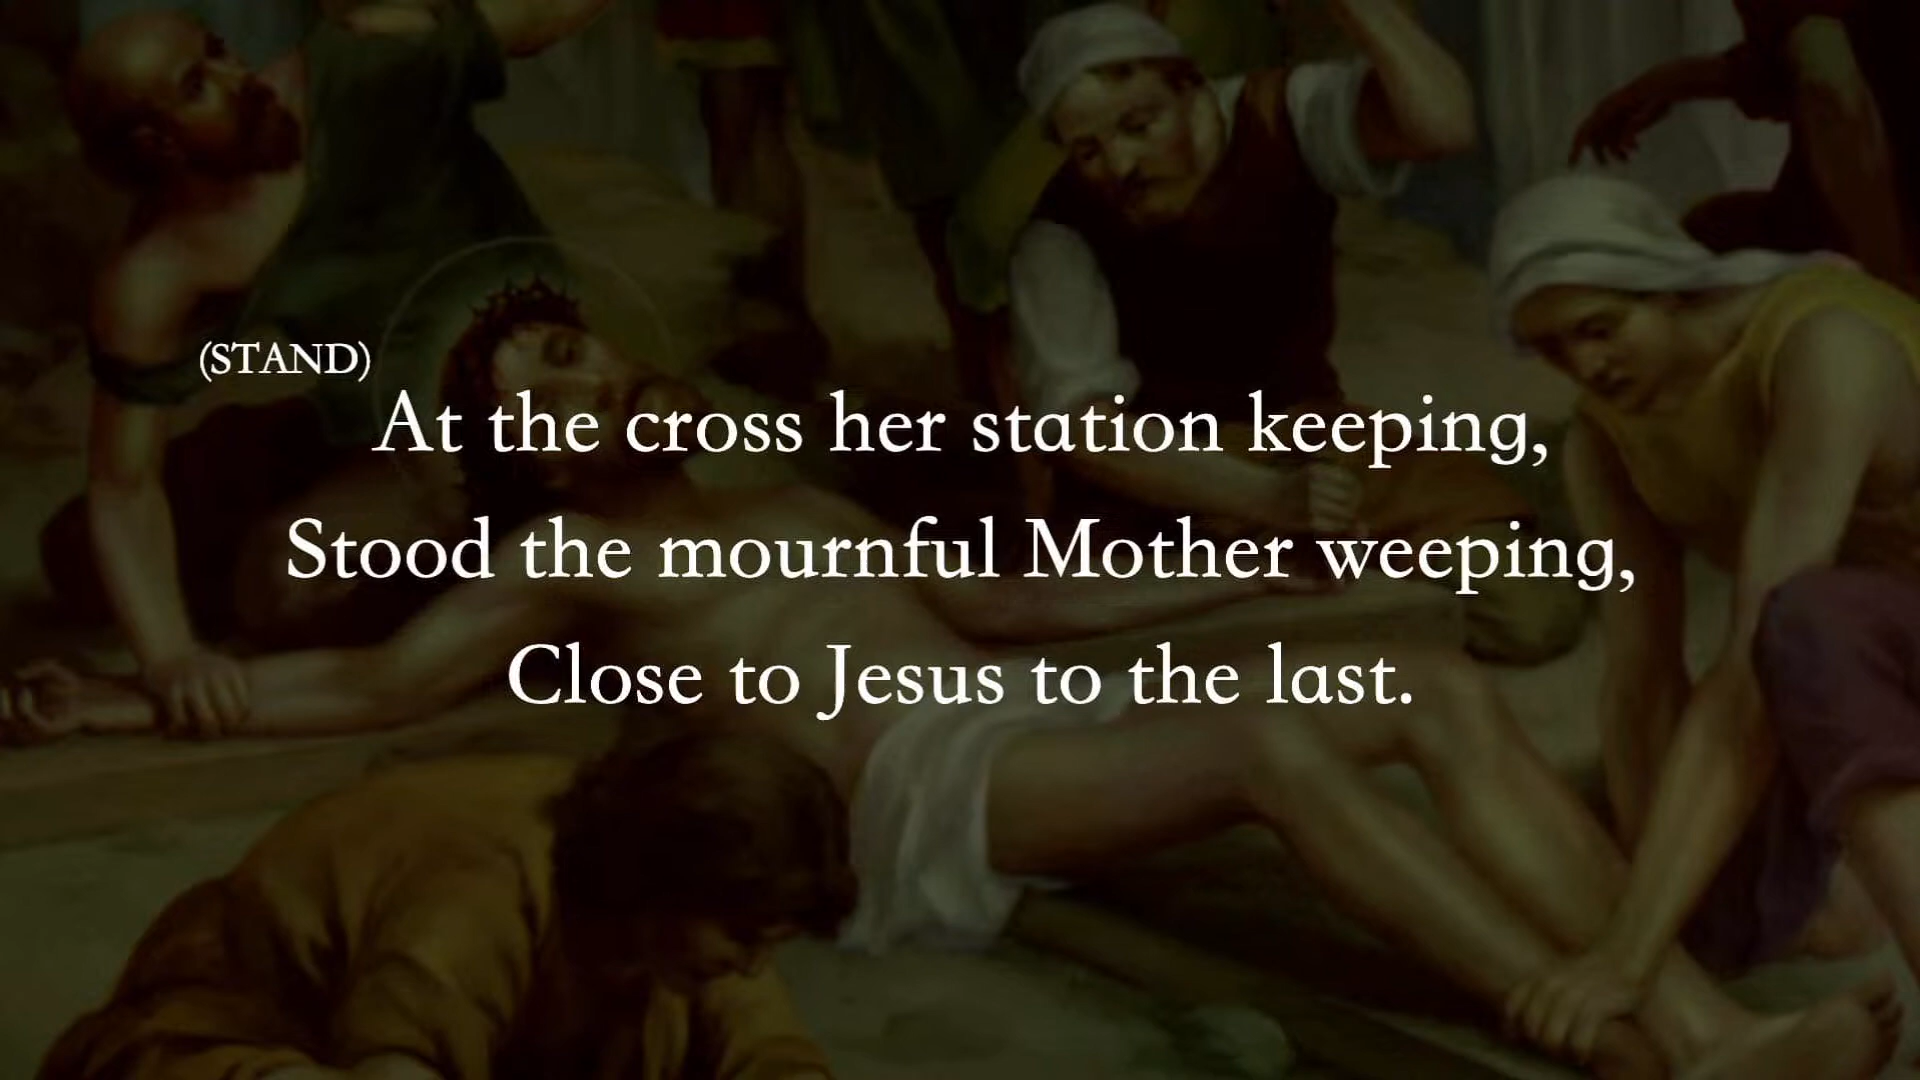 (STAND)
At the cross her station keeping,
Stood the mournful Mother weeping,
Close to Jesus to the last.